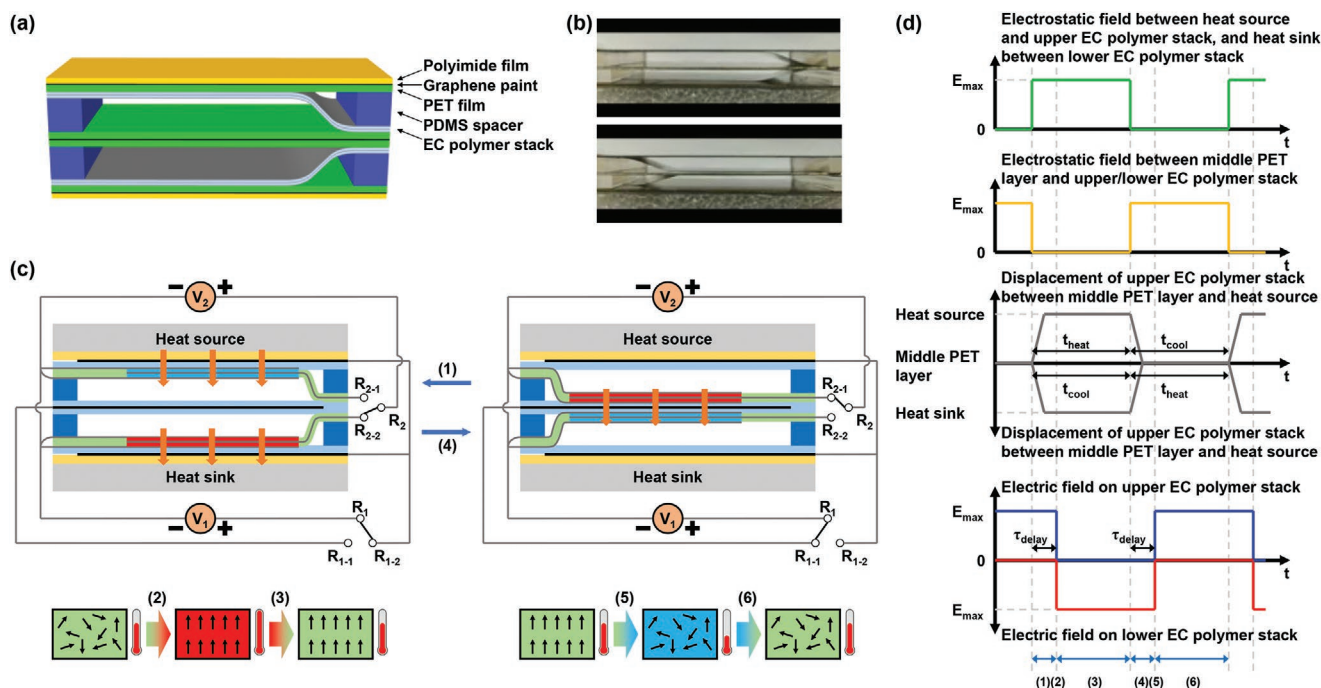 (a)
Polyimide film
Graphene paint
PET film
PDMS spacer
EC polymer stack
(b)
(c)
− V₂ +
Heat source
R₂₋₁
R₂
R₂₋₂
Heat sink
− V₁ +
R₁
R₁₋₁
R₁₋₂
(1)
(4)
− V₂ +
Heat source
R₂₋₁
R₂
R₂₋₂
Heat sink
− V₁ +
R₁
R₁₋₁
R₁₋₂
(2)
(3)
(5)
(6)
(d)
Electrostatic field between heat source
and upper EC polymer stack, and heat sink
between lower EC polymer stack
Emax
0
t
Electrostatic field between middle PET
layer and upper/lower EC polymer stack
Emax
0
t
Displacement of upper EC polymer stack
between middle PET layer and heat source
Heat source
theat
tcool
Middle PET
layer
t
tcool
theat
Heat sink
Displacement of upper EC polymer stack
between middle PET layer and heat source
Electric field on upper EC polymer stack
Emax
τdelay
τdelay
0
t
Emax
Electric field on lower EC polymer stack
(1)(2) (3) (4)(5) (6)